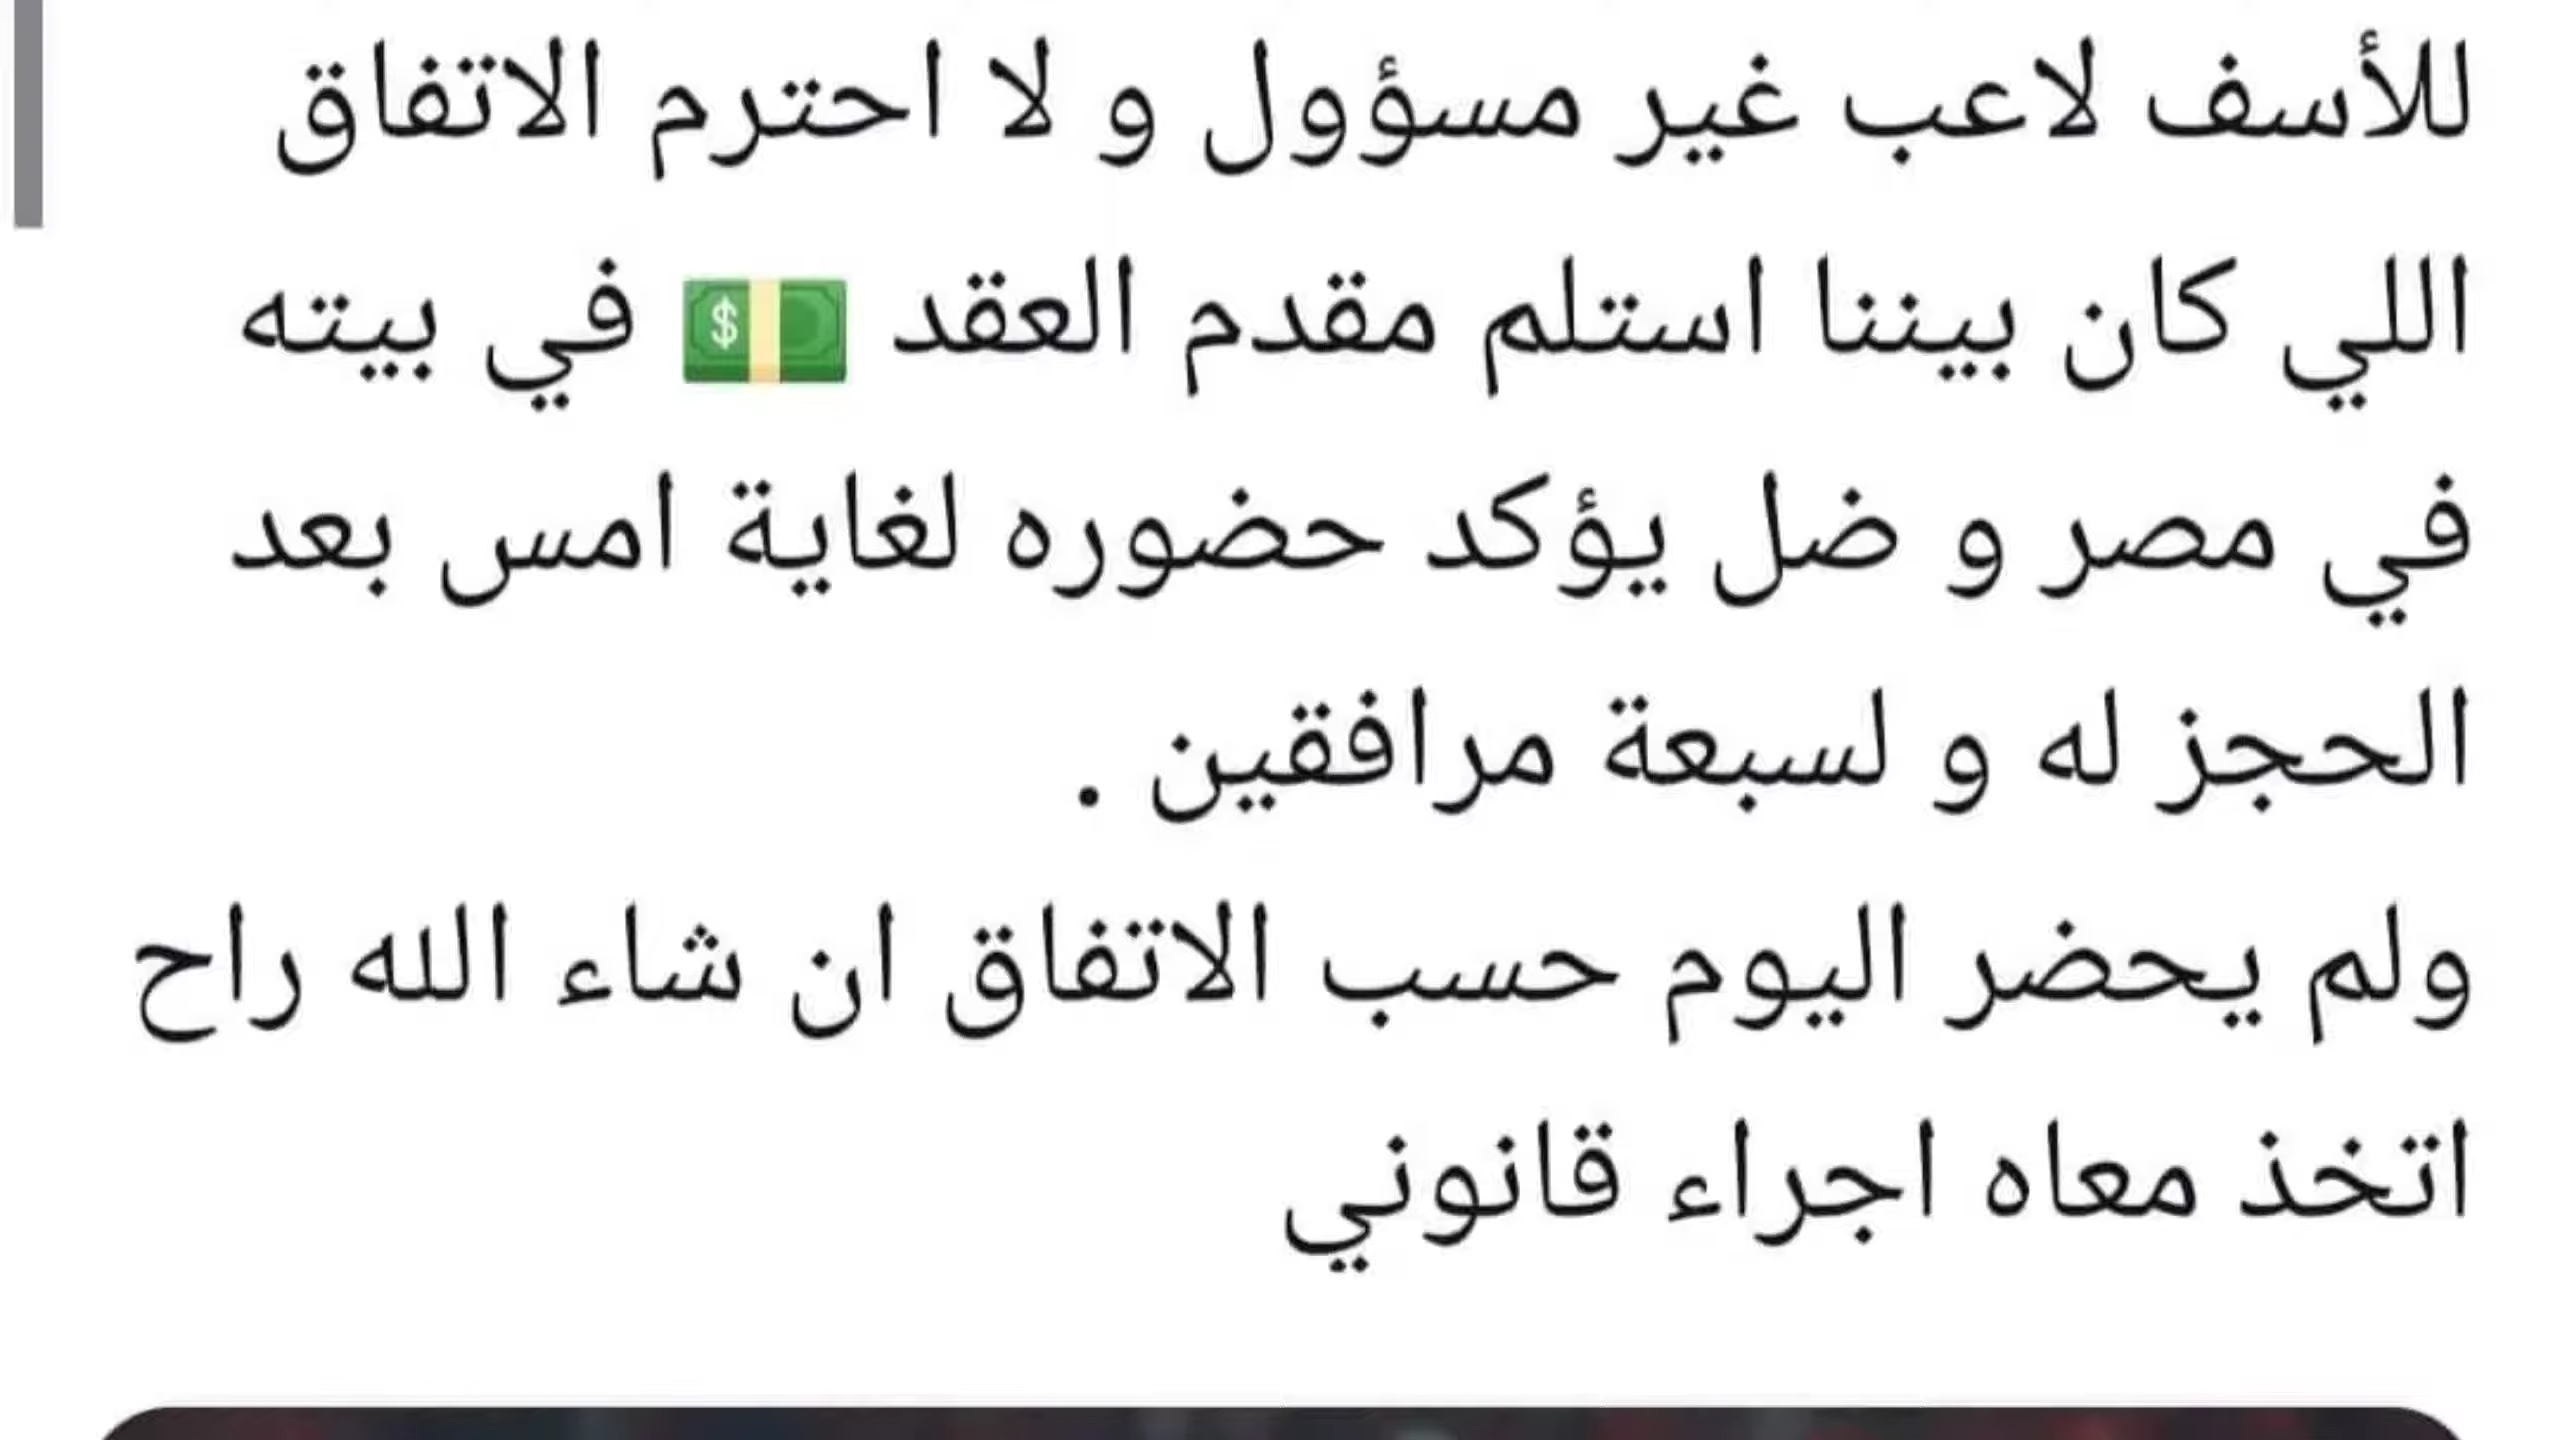 للأسف لاعب غير مسؤول و لا احترم الاتفاق
اللي كان بيننا استلم مقدم العقد 💵 في بيته
في مصر و ضل يؤكد حضوره لغاية امس بعد
الحجز له و لسبعة مرافقين .
ولم يحضر اليوم حسب الاتفاق ان شاء الله راح
اتخذ معاه اجراء قانوني